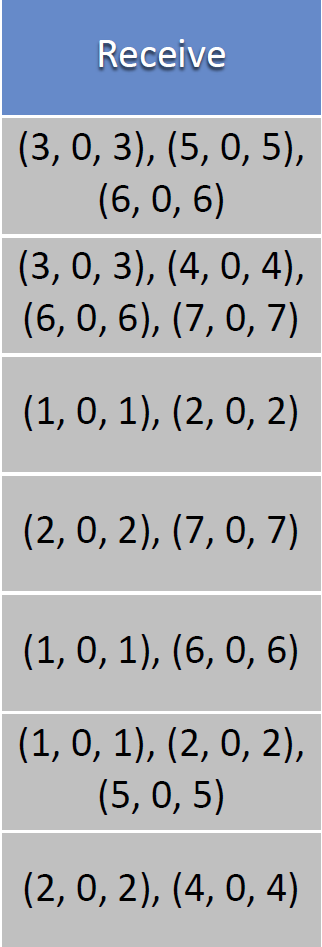 Receive
(3, 0, 3), (5, 0, 5),
(6, 0, 6)
(3, 0, 3), (4, 0, 4),
(6, 0, 6), (7, 0, 7)
(1, 0, 1), (2, 0, 2)
(2, 0, 2), (7, 0, 7)
(1, 0, 1), (6, 0, 6)
(1, 0, 1), (2, 0, 2),
(5, 0, 5)
(2, 0, 2), (4, 0, 4)